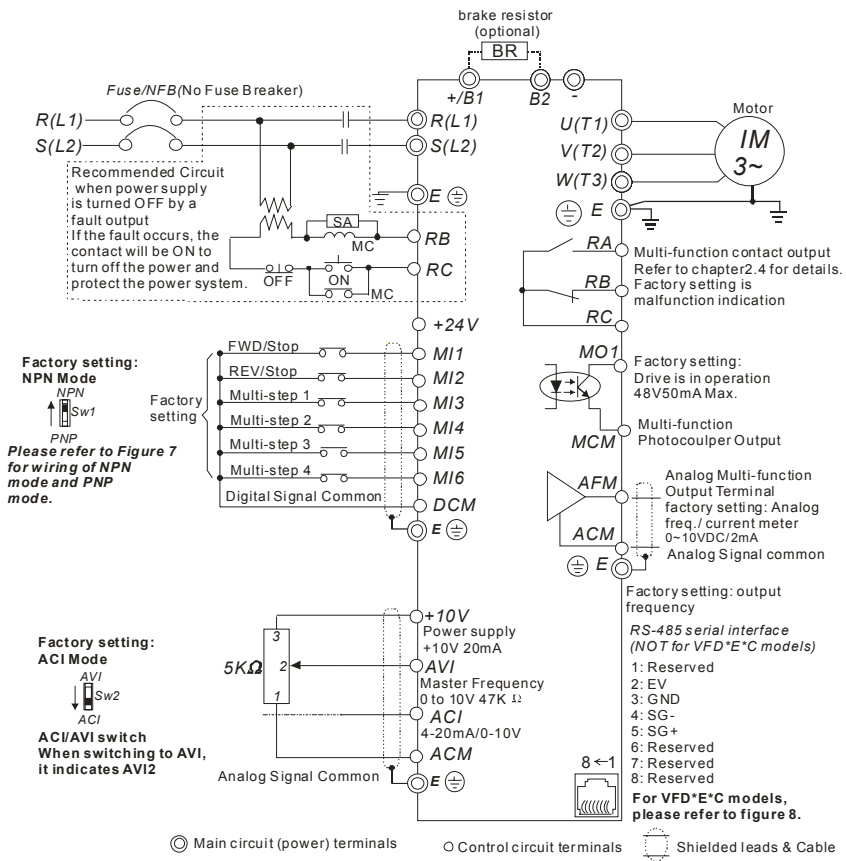 brake resistor
(optional)
BR
+/B1
B2
-
Fuse/NFB(No Fuse Breaker)
R(L1)
S(L2)
R(L1)
S(L2)
E
Recommended Circuit
when power supply
is turned OFF by a
fault output
If the fault occurs, the
contact will be ON to
turn off the power and
protect the power system.
SA
MC
OFF
ON
MC
RB
RC
U(T1)
V(T2)
W(T3)
E
Motor
IM
3~
RA
RB
RC
Multi-function contact output
Refer to chapter2.4 for details.
Factory setting is
malfunction indication
+24V
Factory setting:
NPN Mode
NPN
Sw1
PNP
Please refer to Figure 7
for wiring of NPN
mode and PNP
mode.
Factory
setting
FWD/Stop
MI1
REV/Stop
MI2
Multi-step 1
MI3
Multi-step 2
MI4
Multi-step 3
MI5
Multi-step 4
MI6
Digital Signal Common
DCM
E
MO1
MCM
Factory setting:
Drive is in operation
48V50mA Max.
Multi-function
Photocoulper Output
AFM
ACM
E
Analog Multi-function
Output Terminal
factory setting: Analog
freq./ current meter
0~10VDC/2mA
Analog Signal common
Factory setting: output
frequency
Factory setting:
ACI Mode
AVI
Sw2
ACI
ACI/AVI switch
When switching to AVI,
it indicates AVI2
5KΩ
3
2
1
+10V
Power supply
+10V 20mA
AVI
Master Frequency
0 to 10V 47K Ω
ACI
4-20mA/0-10V
ACM
Analog Signal Common
E
RS-485 serial interface
(NOT for VFD*E*C models)
1: Reserved
2: EV
3: GND
4: SG-
5: SG+
6: Reserved
7: Reserved
8: Reserved
8←1
For VFD*E*C models,
please refer to figure 8.
Main circuit (power) terminals
Control circuit terminals
Shielded leads & Cable